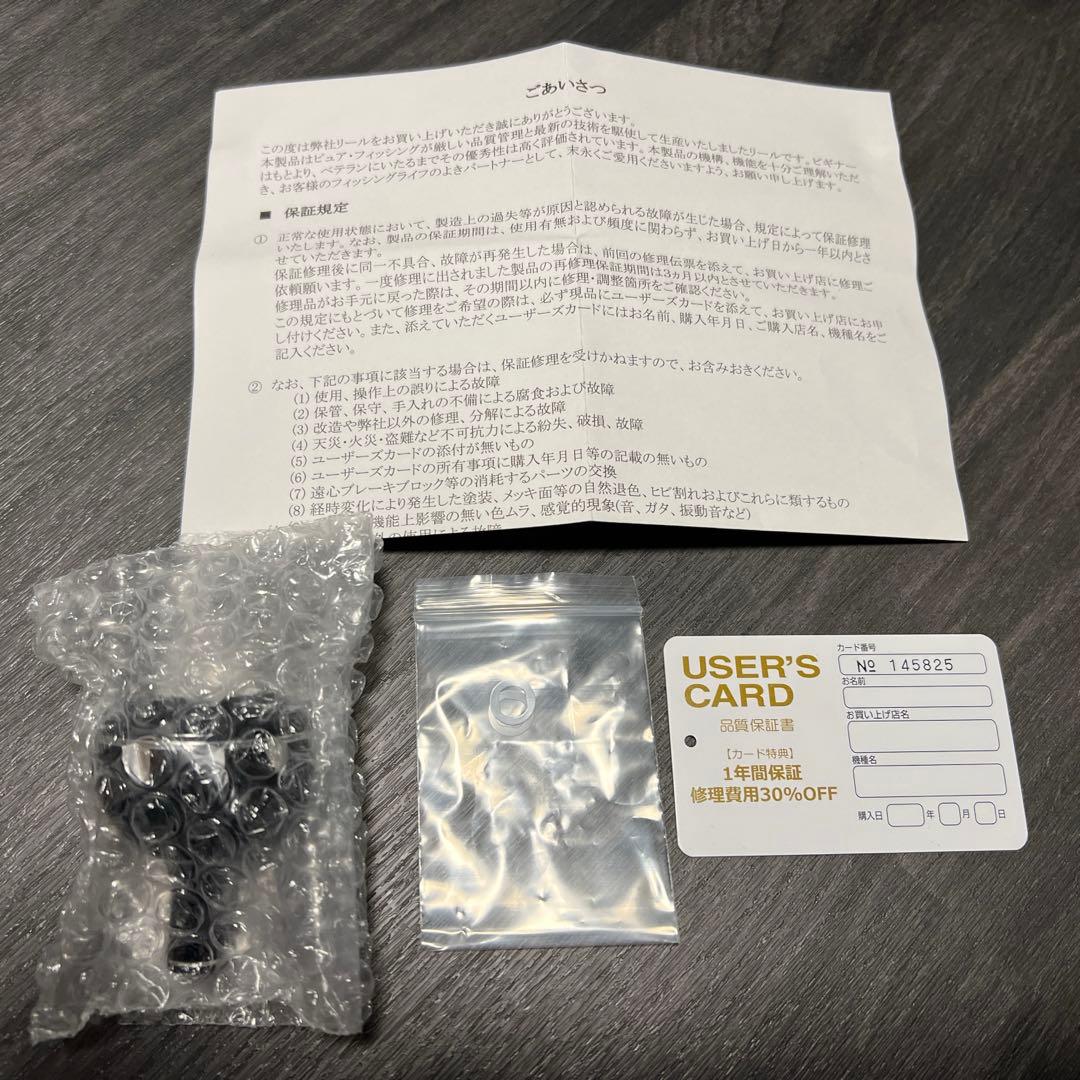 ごあいさつ
この度は弊社リールをお買い上げいただき誠にありがとうございます。
本製品はピュア・フィッシングが厳しい品質管理と最新の技術を駆使して生産いたしましたリールです。ビギナー
はもとより、ベテランにいたるまでその優秀性は高く評価されています。本製品の機構、機能を十分ご理解いただ
き、お客様のフィッシングライフのよきパートナーとして、末永くご愛用くださいますよう、お願い申し上げます。
■ 保証規定
① 正常な使用状態において、製造上の過失等が原因と認められる故障が生じた場合、規定によって保証修理
いたします。なお、製品の保証期間は、使用有無および頻度に関わらず、お買い上げ日から一年以内とさ
せていただきます。
保証修理後に同一不具合、故障が再発生した場合は、前回の修理伝票を添えて、お買い上げ店に修理ご
依頼願います。一度修理に出されました製品の再修理保証期間は3ヵ月以内とさせていただきます。
修理品がお手元に戻った際は、その期間以内に修理・調整箇所をご確認ください。
この規定にもとづいて修理をご希望の際は、必ず現品にユーザーズカードを添えて、お買い上げ店にお申
し付けください。また、添えていただくユーザーズカードにはお名前、購入年月日、ご購入店名、機種名をご
記入ください。
② なお、下記の事項に該当する場合は、保証修理を受けかねますので、お含みおきください。
(1) 使用、操作上の誤りによる故障
(2) 保管、保守、手入れの不備による腐食および故障
(3) 改造や弊社以外の修理、分解による故障
(4) 天災・火災・盗難など不可抗力による紛失、破損、故障
(5) ユーザーズカードの添付が無いもの
(6) ユーザーズカードの所有事項に購入年月日等の記載の無いもの
(7) 遠心ブレーキブロック等の消耗するパーツの交換
(8) 経時変化により発生した塗装、メッキ面等の自然退色、ヒビ割れおよびこれらに類するもの
機能上影響の無い色ムラ、感覚的現象(音、ガタ、振動音など)
外の使用による故障
USER'S
CARD
品質保証書
【カード特典】
1年間保証
修理費用30%OFF
カード番号
№ 145825
お名前
お買い上げ店名
機種名
購入日 年 月 日